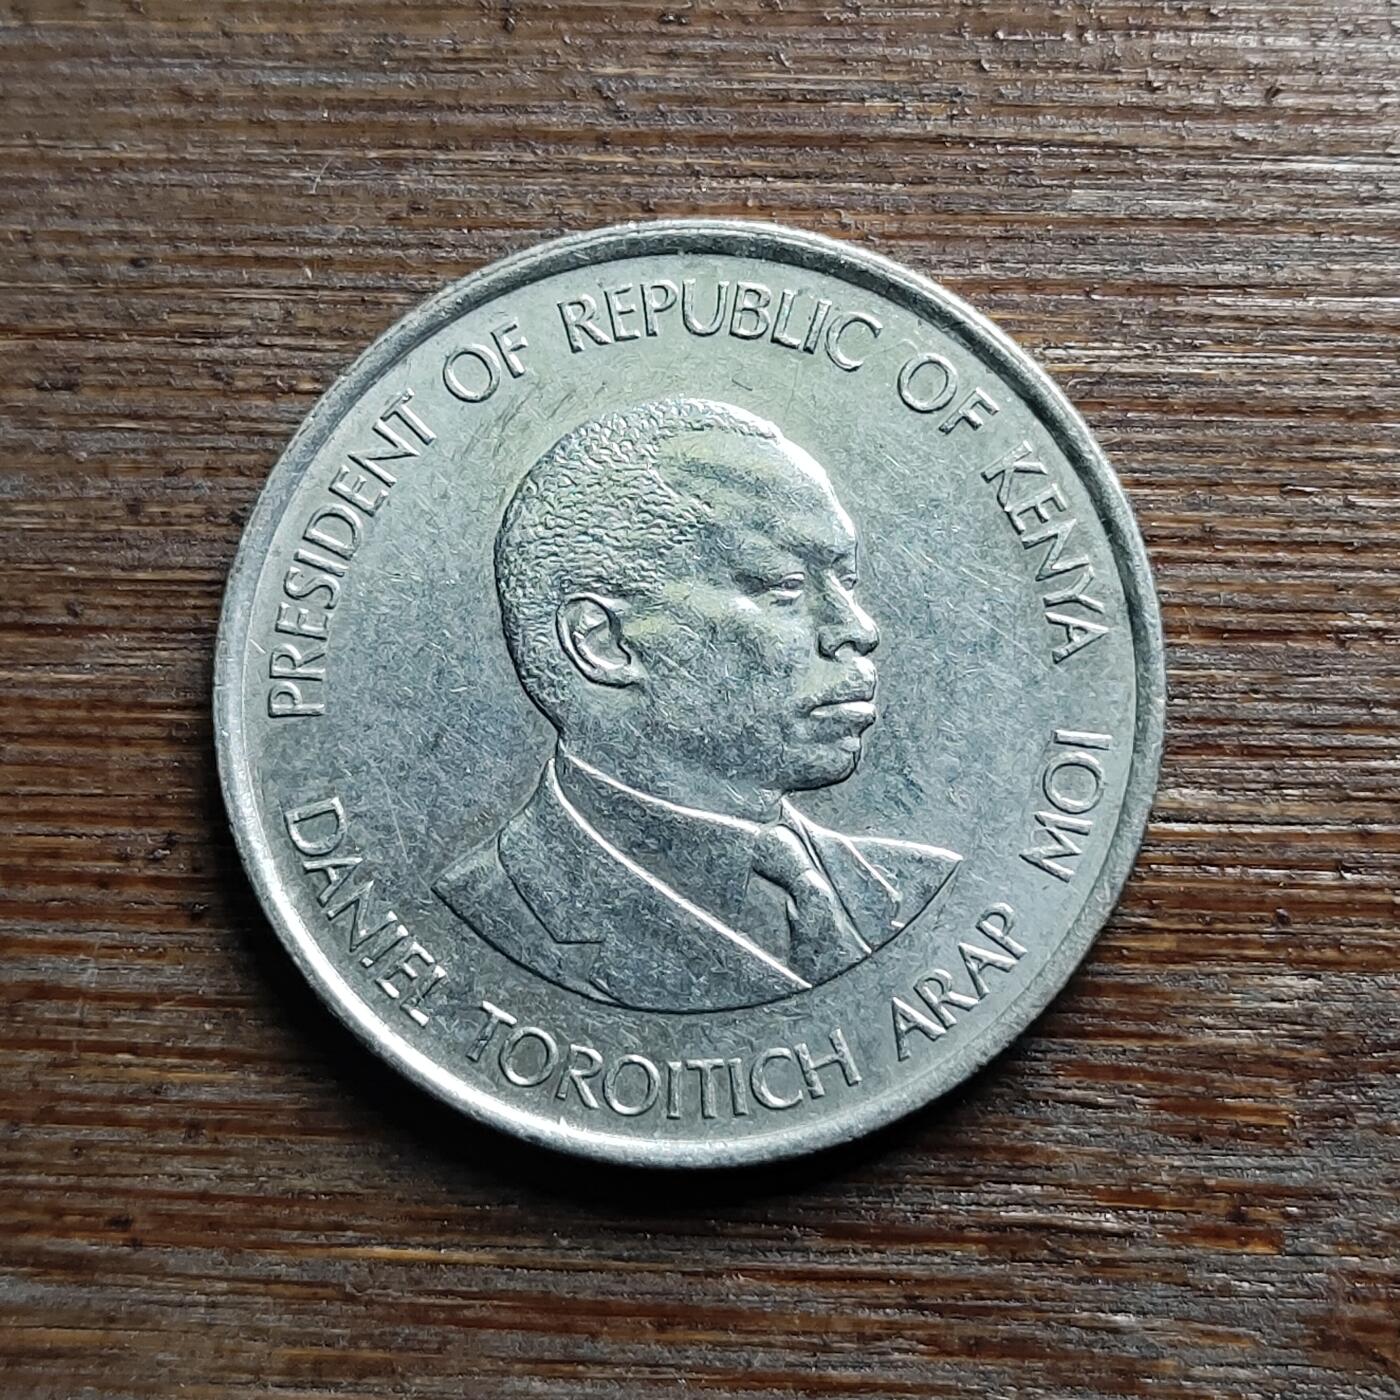 PRESIDENT OF REPUBLIC OF KENYA
DANIEL TOROITICH ARAP MOI